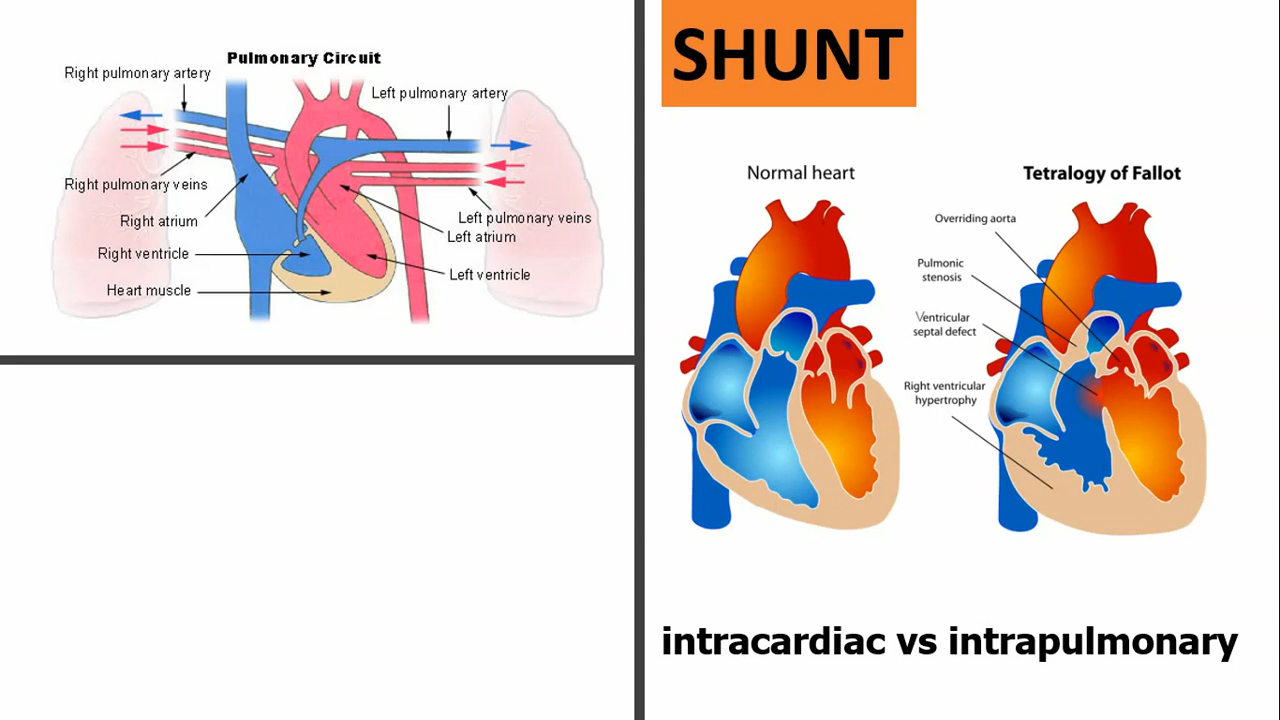 Pulmonary Circuit
Right pulmonary artery
Left pulmonary artery
Right pulmonary veins
Right atrium
Left pulmonary veins
Left atrium
Right ventricle
Left ventricle
Heart muscle
SHUNT
Normal heart
Tetralogy of Fallot
Overriding aorta
Pulmonic
stenosis
Ventricular
septal defect
Right ventricular
hypertrophy
intracardiac vs intrapulmonary